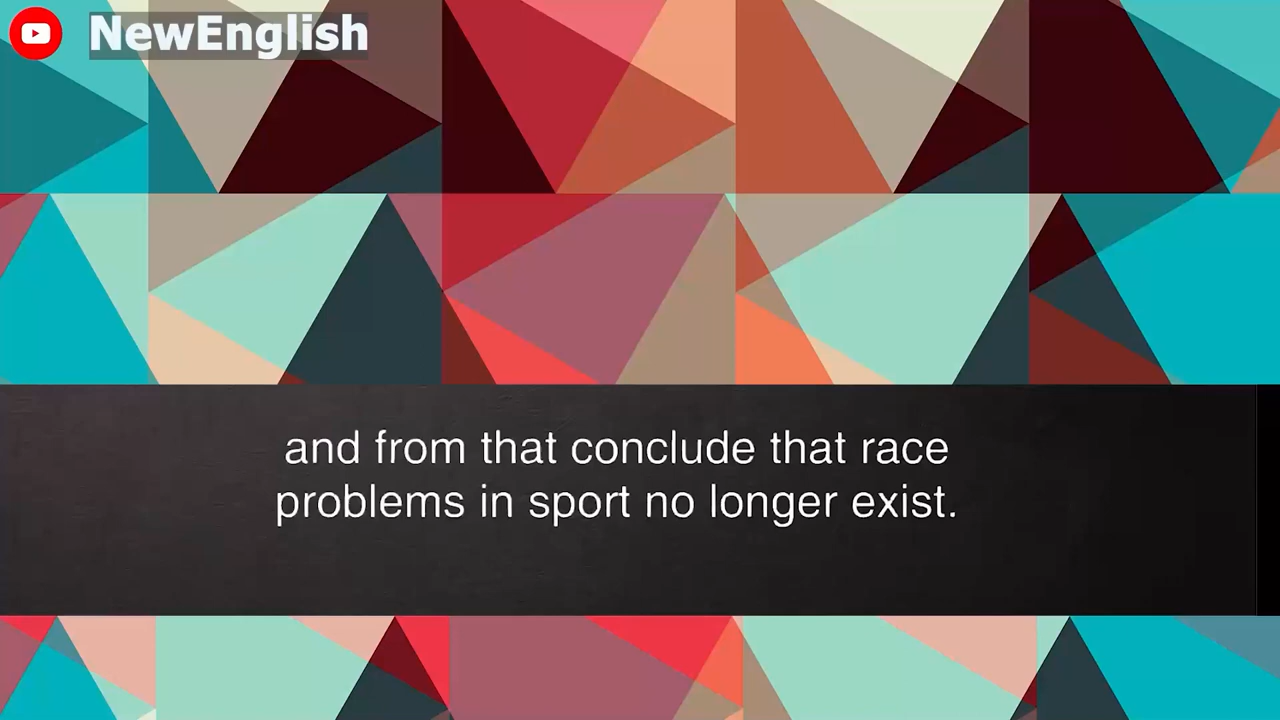 NewEnglish
and from that conclude that race
problems in sport no longer exist.